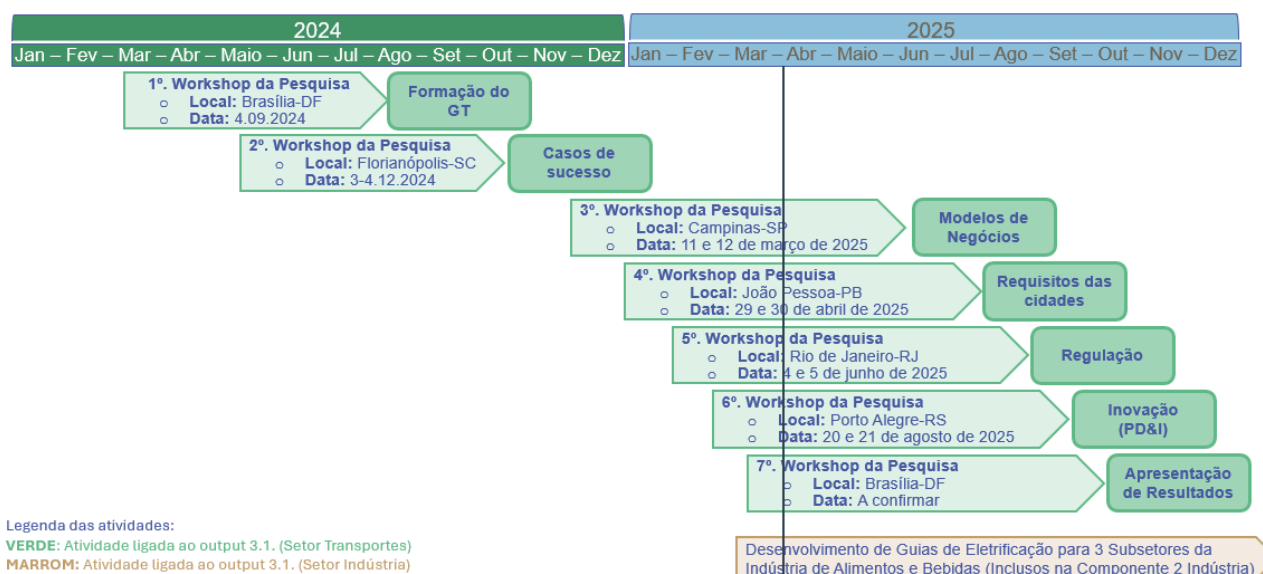 2024
2025
Jan – Fev – Mar – Abr – Maio – Jun – Jul – Ago – Set – Out – Nov – Dez
Jan – Fev – Mar – Abr – Maio – Jun – Jul – Ago – Set – Out – Nov – Dez
1º. Workshop da Pesquisa
o Local: Brasília-DF
o Data: 4.09.2024
Formação do
GT
2º. Workshop da Pesquisa
o Local: Florianópolis-SC
o Data: 3-4.12.2024
Casos de
sucesso
3º. Workshop da Pesquisa
o Local: Campinas-SP
o Data: 11 e 12 de março de 2025
Modelos de
Negócios
4º. Workshop da Pesquisa
o Local: João Pessoa-PB
o Data: 29 e 30 de abril de 2025
Requisitos das
cidades
5º. Workshop da Pesquisa
o Local: Rio de Janeiro-RJ
o Data: 4 e 5 de junho de 2025
Regulação
6º. Workshop da Pesquisa
o Local: Porto Alegre-RS
o Data: 20 e 21 de agosto de 2025
Inovação
(PD&I)
7º. Workshop da Pesquisa
o Local: Brasília-DF
o Data: A confirmar
Apresentação
de Resultados
Legenda das atividades:
VERDE: Atividade ligada ao output 3.1. (Setor Transportes)
MARROM: Atividade ligada ao output 3.1. (Setor Indústria)
Desenvolvimento de Guias de Eletrificação para 3 Subsetores da
Indústria de Alimentos e Bebidas (Inclusos na Componente 2 Indústria)